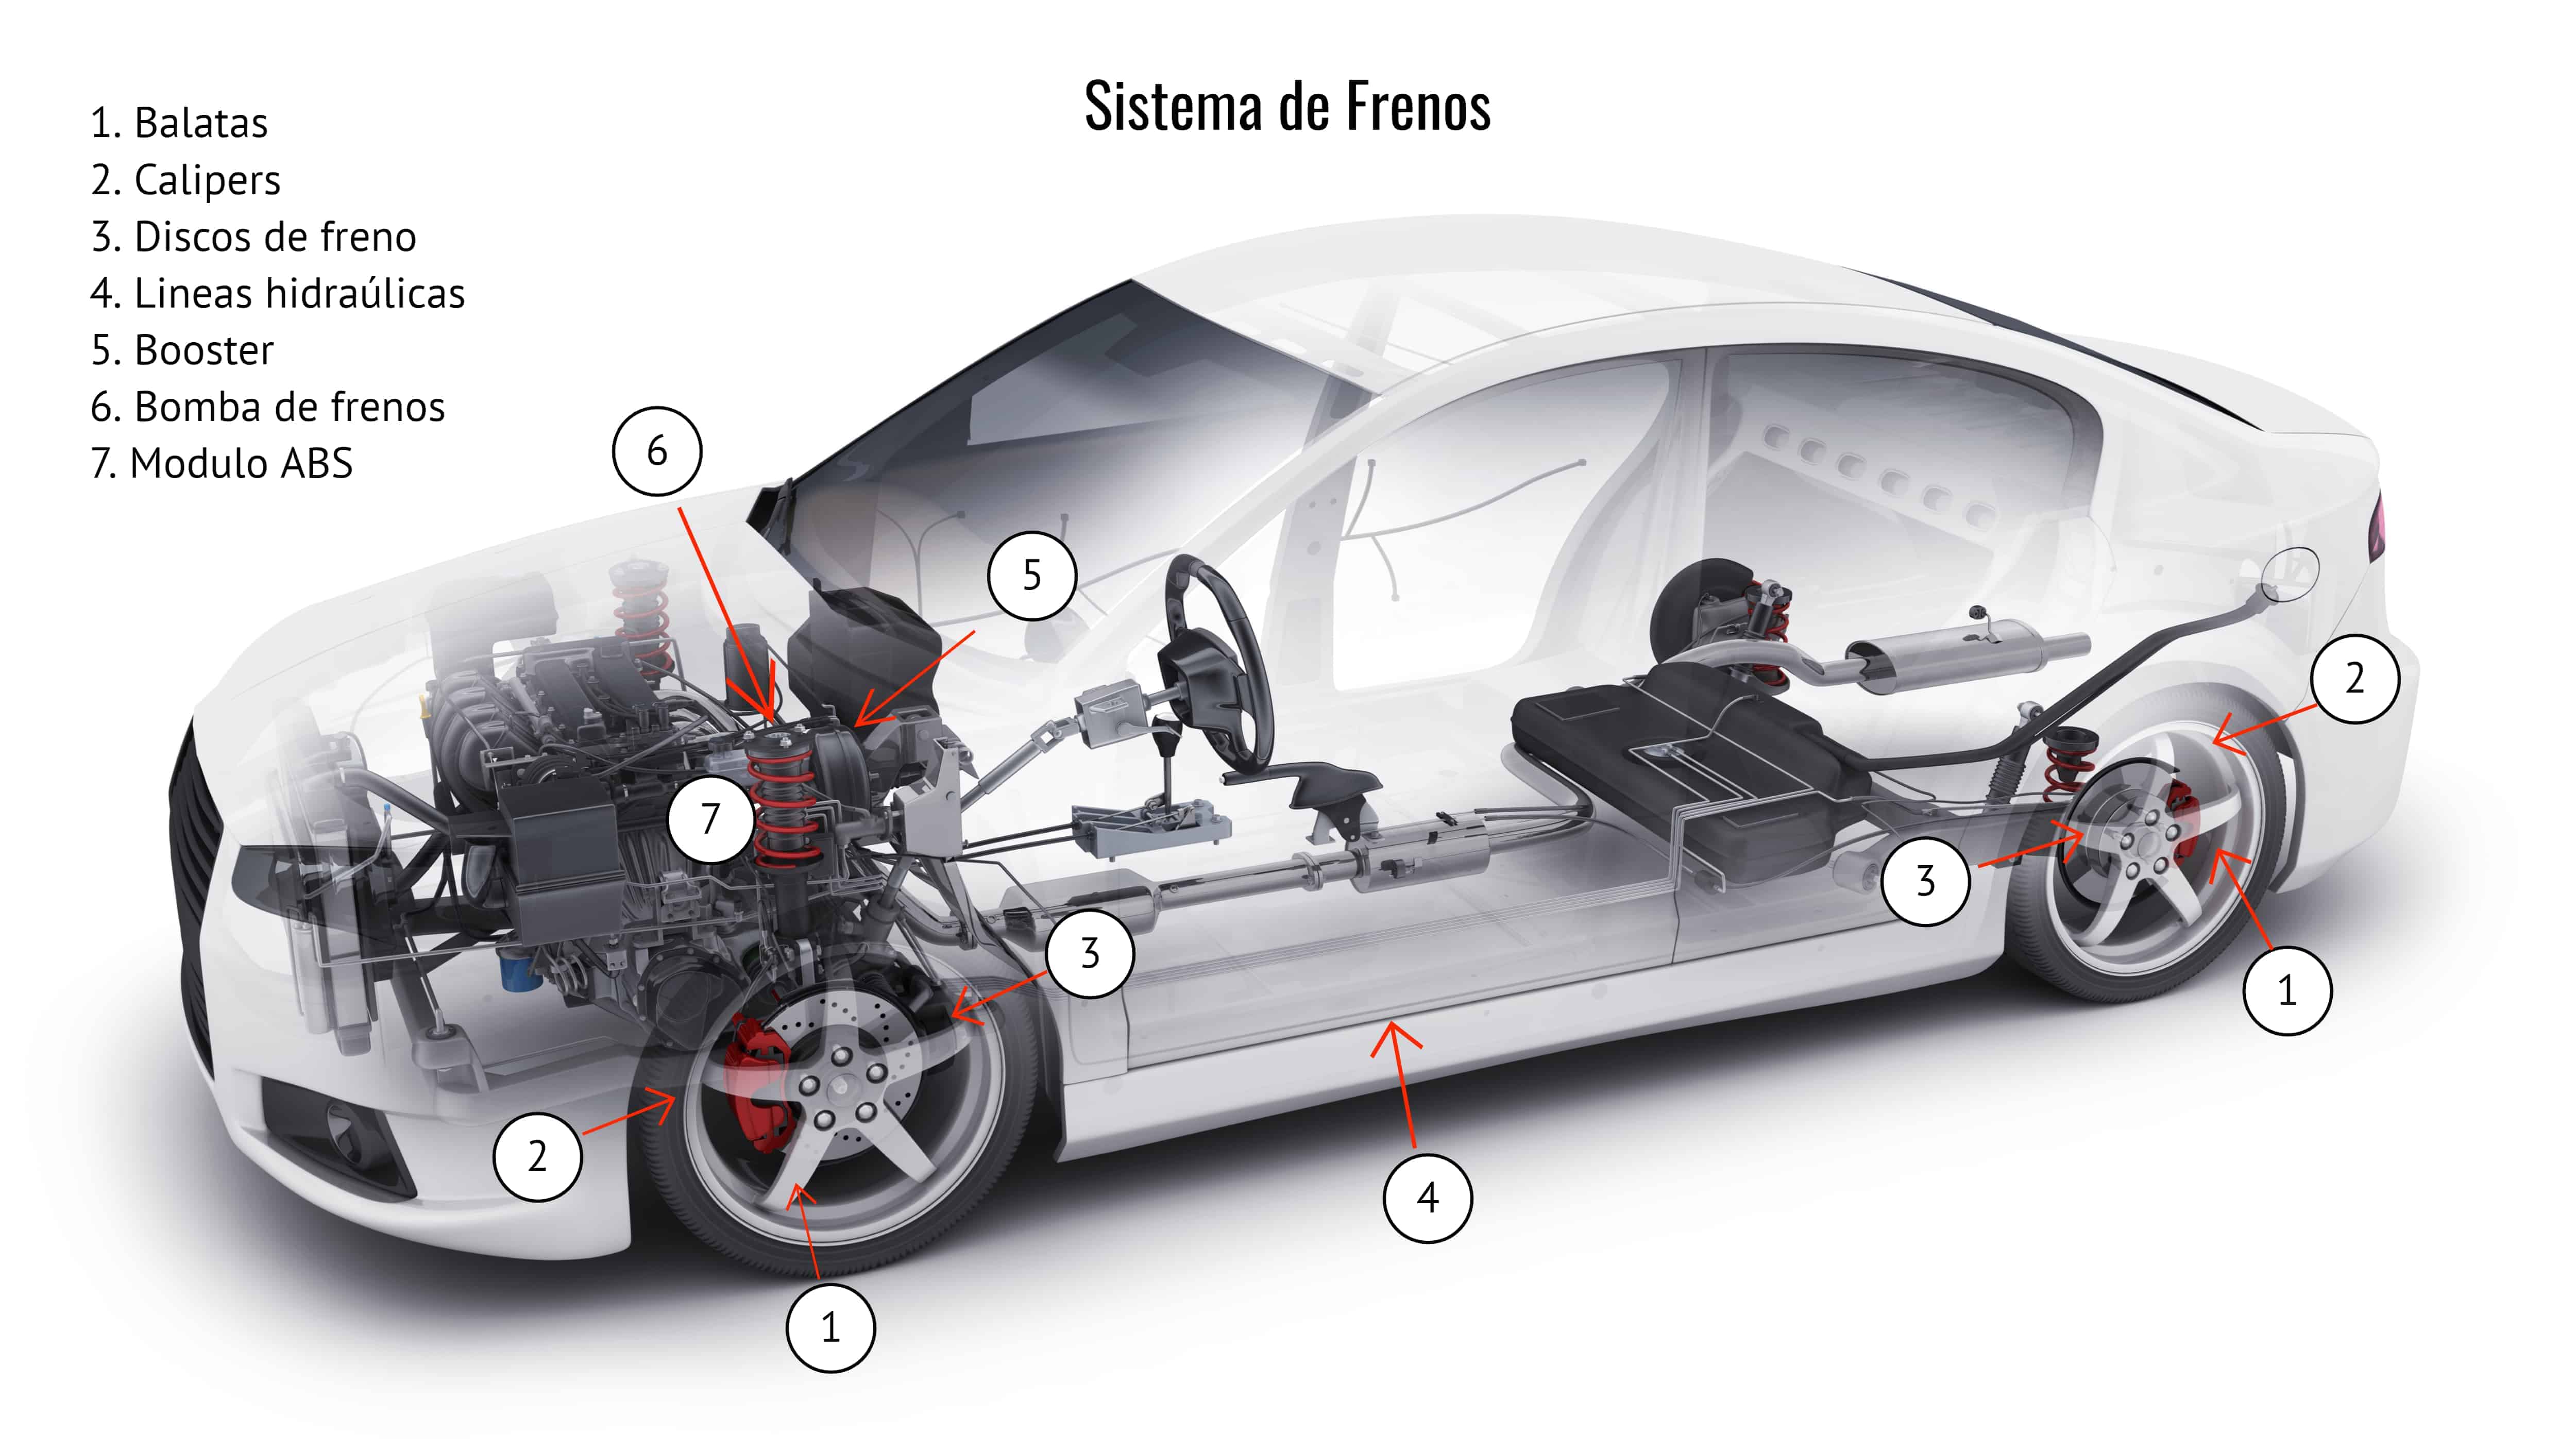 Sistema de Frenos
1. Balatas
2. Calipers
3. Discos de freno
4. Lineas hidraúlicas
5. Booster
6. Bomba de frenos
7. Modulo ABS
6
5
2
7
3
3
1
2
4
1